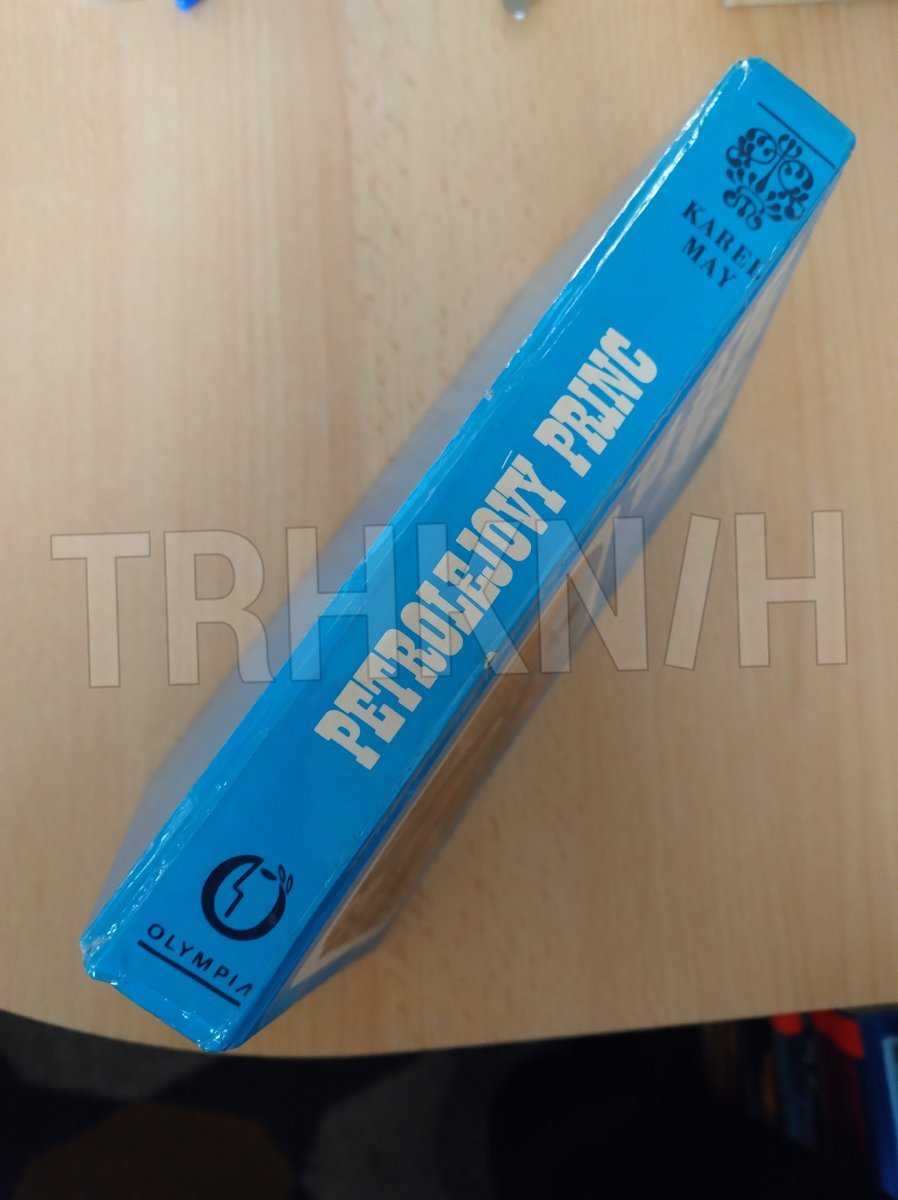 KAREL
MAY
PETROLEJOVÝ PRINC
OLYMPIA
TRHKNIH